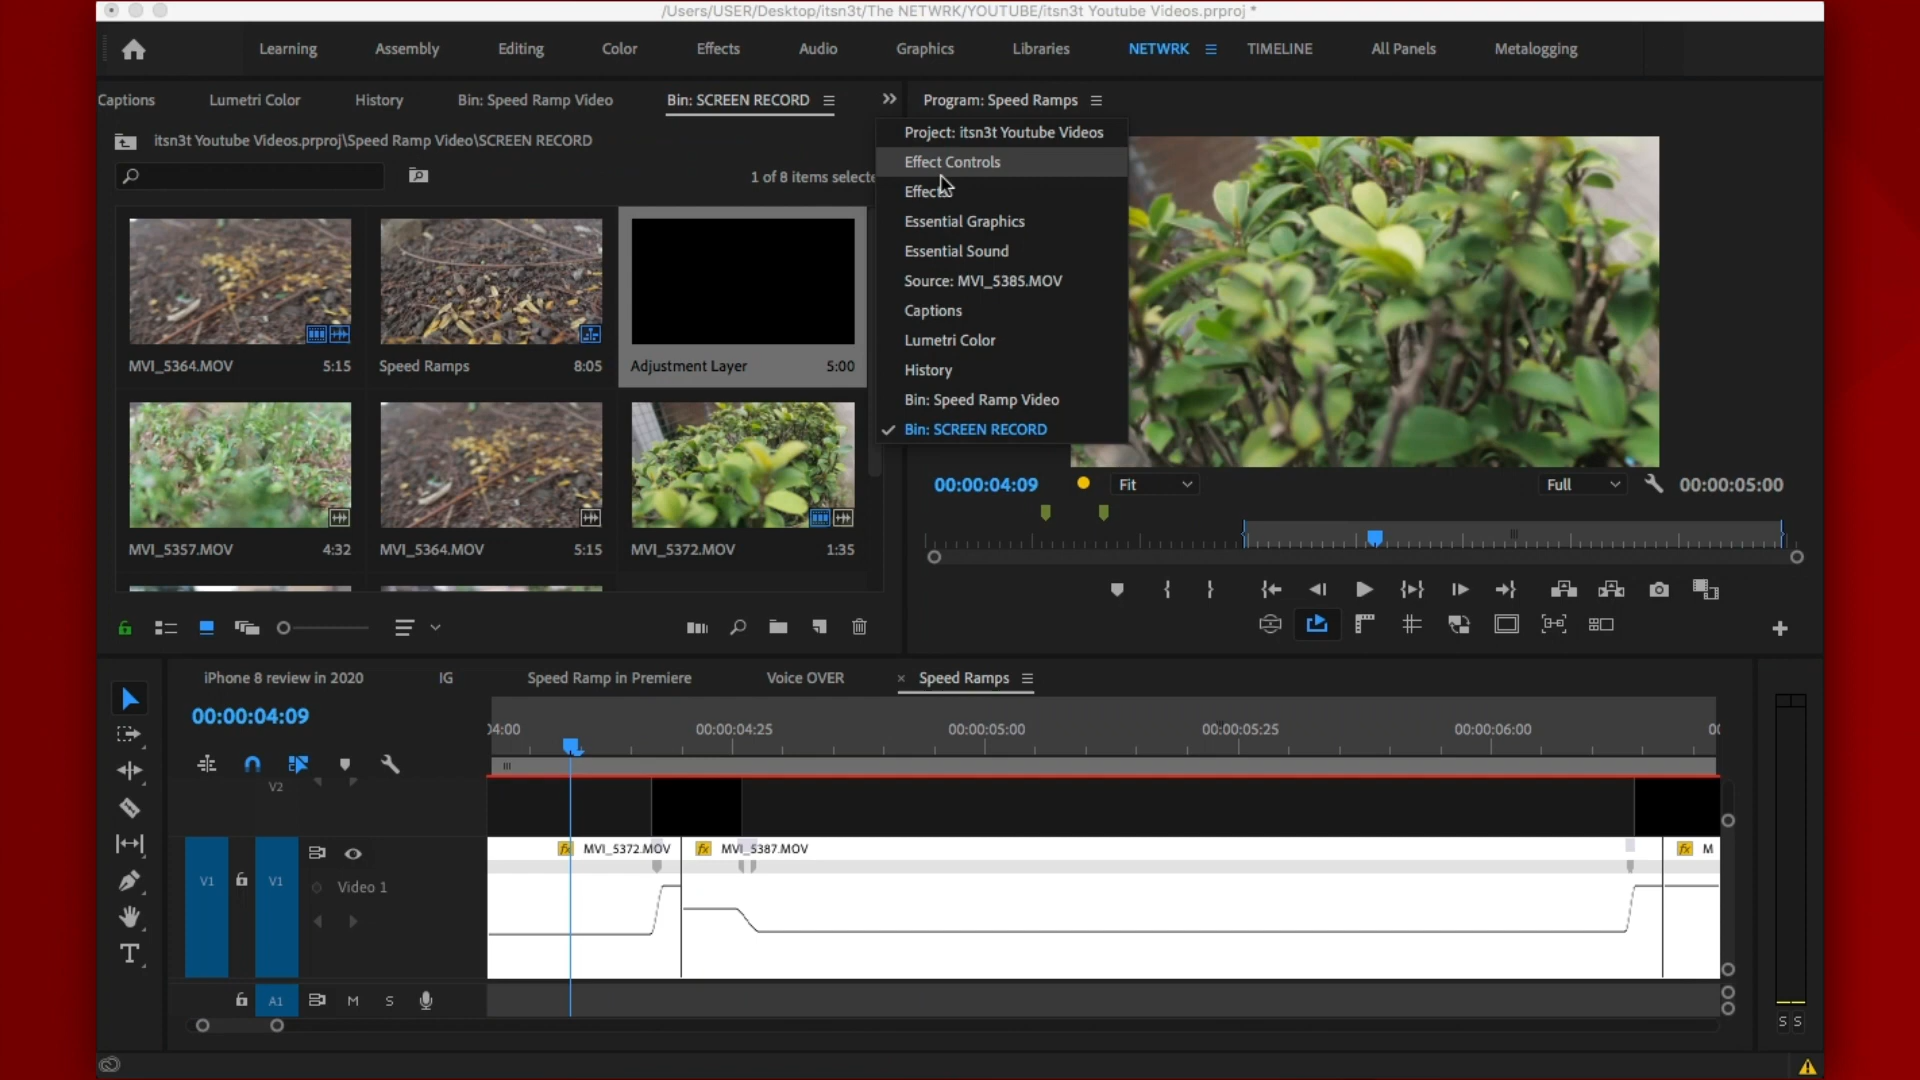 /Users/USER/Desktop/itsn3t/The NETWRK/YOUTUBE/itsn3t Youtube Videos.prproj *
Learning Assembly Editing Color Effects Audio Graphics Libraries NETWRK TIMELINE All Panels Metalogging
Captions Lumetri Color History Bin: Speed Ramp Video Bin: SCREEN RECORD
Program: Speed Ramps
itsn3t Youtube Videos.prproj\Speed Ramp Video\SCREEN RECORD
1 of 8 items selecte
Project: itsn3t Youtube Videos
Effect Controls
Effects
Essential Graphics
Essential Sound
Source: MVI_5385.MOV
Captions
Lumetri Color
History
Bin: Speed Ramp Video
Bin: SCREEN RECORD
MVI_5364.MOV 5:15
Speed Ramps 8:05
Adjustment Layer 5:00
MVI_5357.MOV 4:32
MVI_5364.MOV 5:15
MVI_5372.MOV 1:35
00:00:04:09 Fit Full 00:00:05:00
iPhone 8 review in 2020 IG Speed Ramp in Premiere Voice OVER × Speed Ramps
00:00:04:09
04:00 00:00:04:25 00:00:05:00 00:00:05:25 00:00:06:00
V2
fx MVI_5372.MOV fx MVI_5387.MOV fx M
V1 V1 Video 1
A1 M S
S S